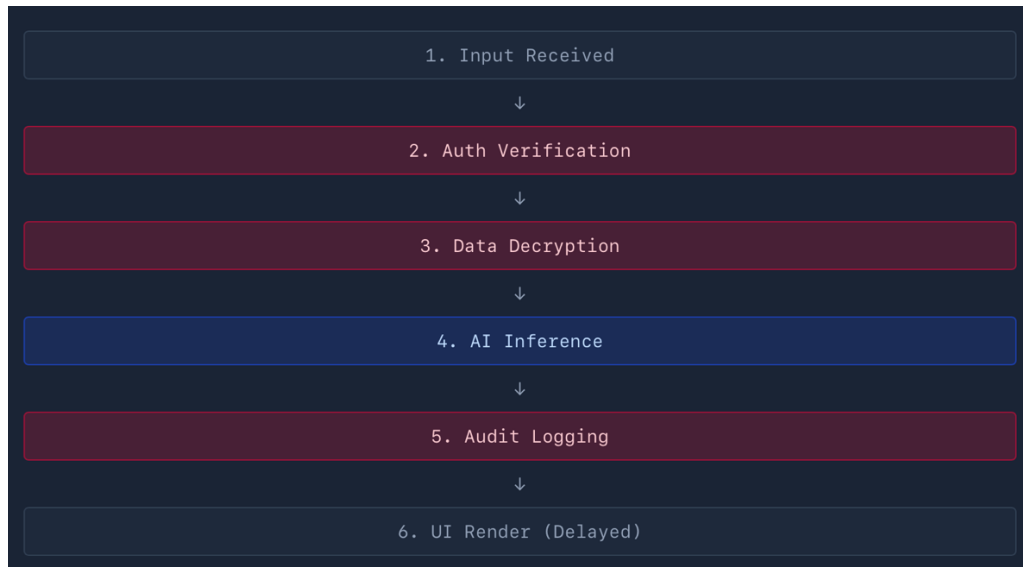 1. Input Received
↓
2. Auth Verification
↓
3. Data Decryption
↓
4. AI Inference
↓
5. Audit Logging
↓
6. UI Render (Delayed)